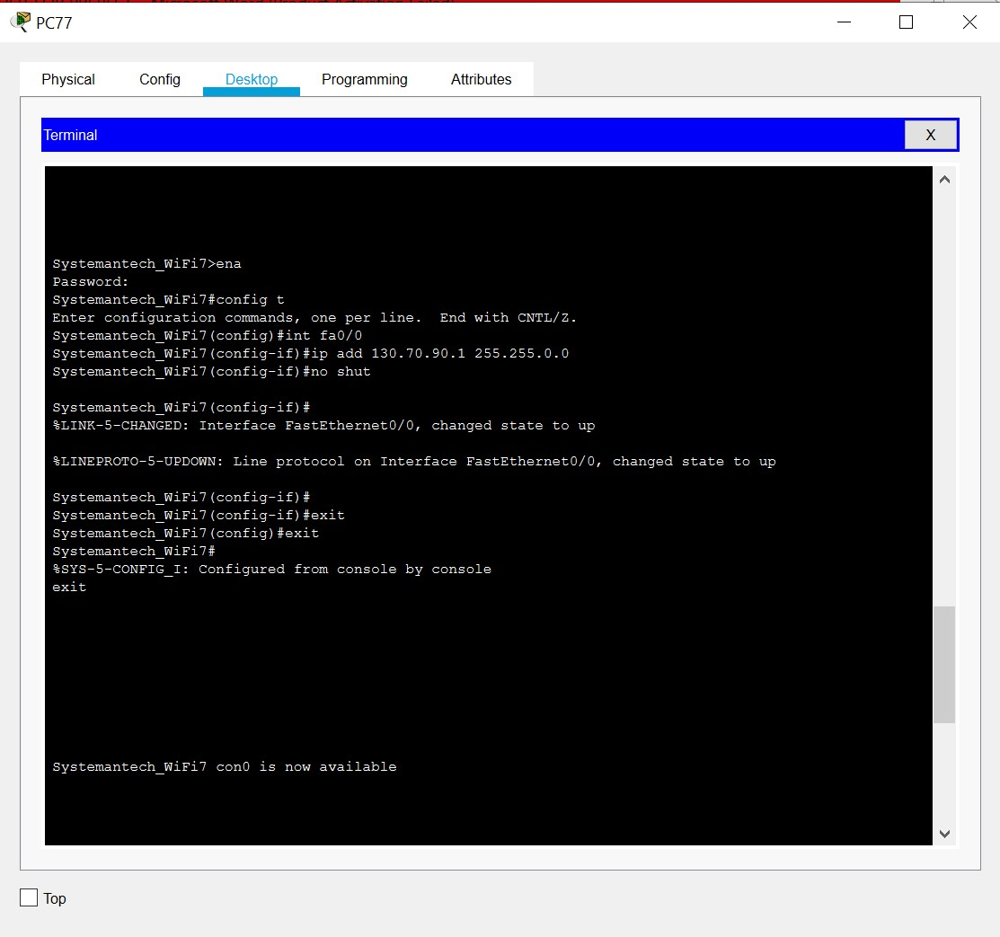 PC77
Physical Config Desktop Programming Attributes
Terminal X
Systemantech_WiFi7>ena
Password:
Systemantech_WiFi7#config t
Enter configuration commands, one per line.  End with CNTL/Z.
Systemantech_WiFi7(config)#int fa0/0
Systemantech_WiFi7(config-if)#ip add 130.70.90.1 255.255.0.0
Systemantech_WiFi7(config-if)#no shut
Systemantech_WiFi7(config-if)#
%LINK-5-CHANGED: Interface FastEthernet0/0, changed state to up
%LINEPROTO-5-UPDOWN: Line protocol on Interface FastEthernet0/0, changed state to up
Systemantech_WiFi7(config-if)#
Systemantech_WiFi7(config-if)#exit
Systemantech_WiFi7(config)#exit
Systemantech_WiFi7#
%SYS-5-CONFIG_I: Configured from console by console
exit
Systemantech_WiFi7 con0 is now available
Top